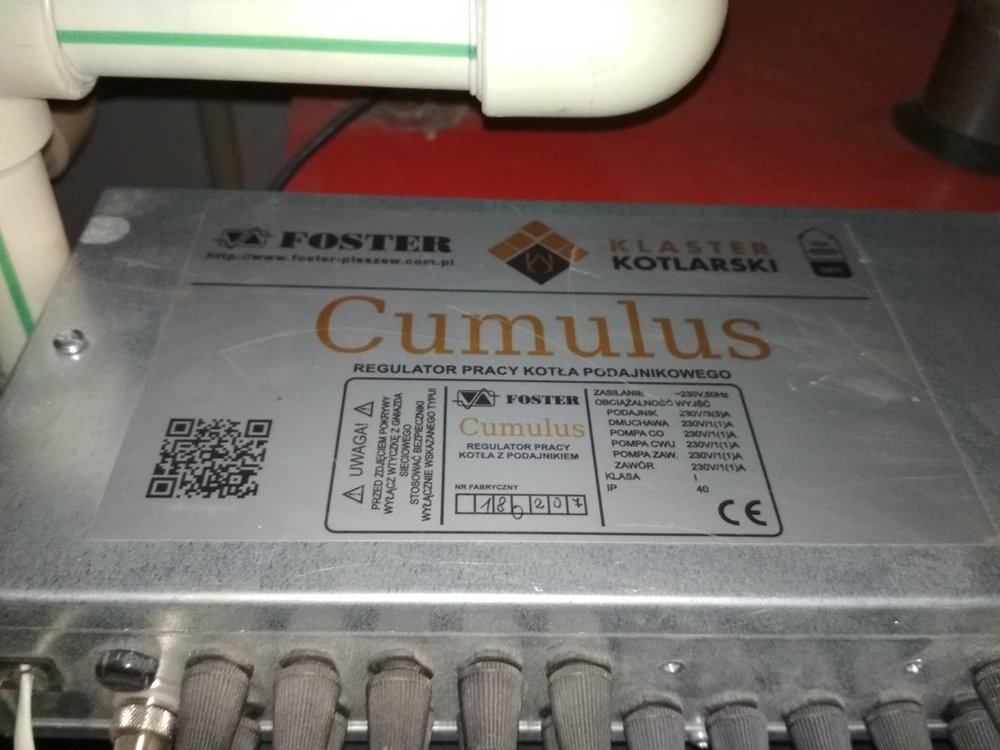 FOSTER
http://www.foster-pleszew.com.pl
KLASTER
KOTLARSKI
Cumulus
REGULATOR PRACY KOTŁA PODAJNIKOWEGO
UWAGA!
PRZED ZDJĘCIEM POKRYWY
WYŁĄCZ WTYCZKĘ Z GNIAZDA
SIECIOWEGO
STOSOWAĆ BEZPIECZNIKI
WYŁĄCZNIE WSKAZANEGO TYPU!
FOSTER
Cumulus
REGULATOR PRACY
KOTŁA Z PODAJNIKIEM
NR FABRYCZNY
18 207
ZASILANIE ~230V,50Hz
OBCIĄŻALNOŚĆ WYJŚĆ
PODAJNIK 230V/3(3)A
DMUCHAWA 230V/1(1)A
POMPA CO 230V/1(1)A
POMPA CWU 230V/1(1)A
POMPA ZAW. 230V/1(1)A
ZAWÓR 230V/1(1)A
KLASA I
IP 40
CE